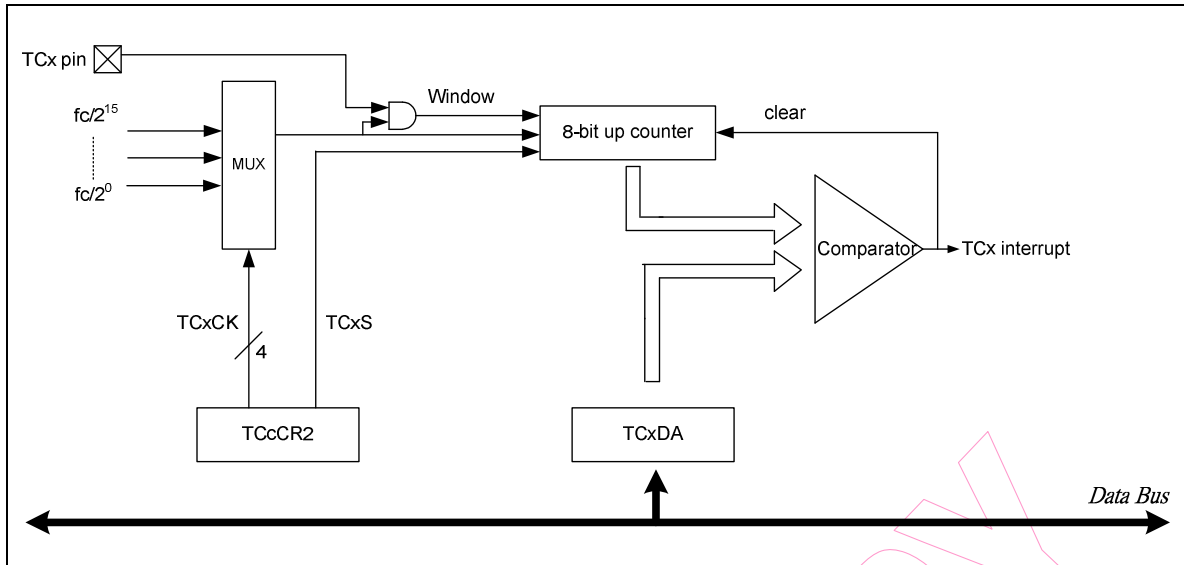 TCx pin
Window
clear
fc/2¹⁵
8-bit up counter
MUX
fc/2⁰
Comparator
TCx interrupt
TCxCK
TCxS
4
TCcCR2
TCxDA
Data Bus